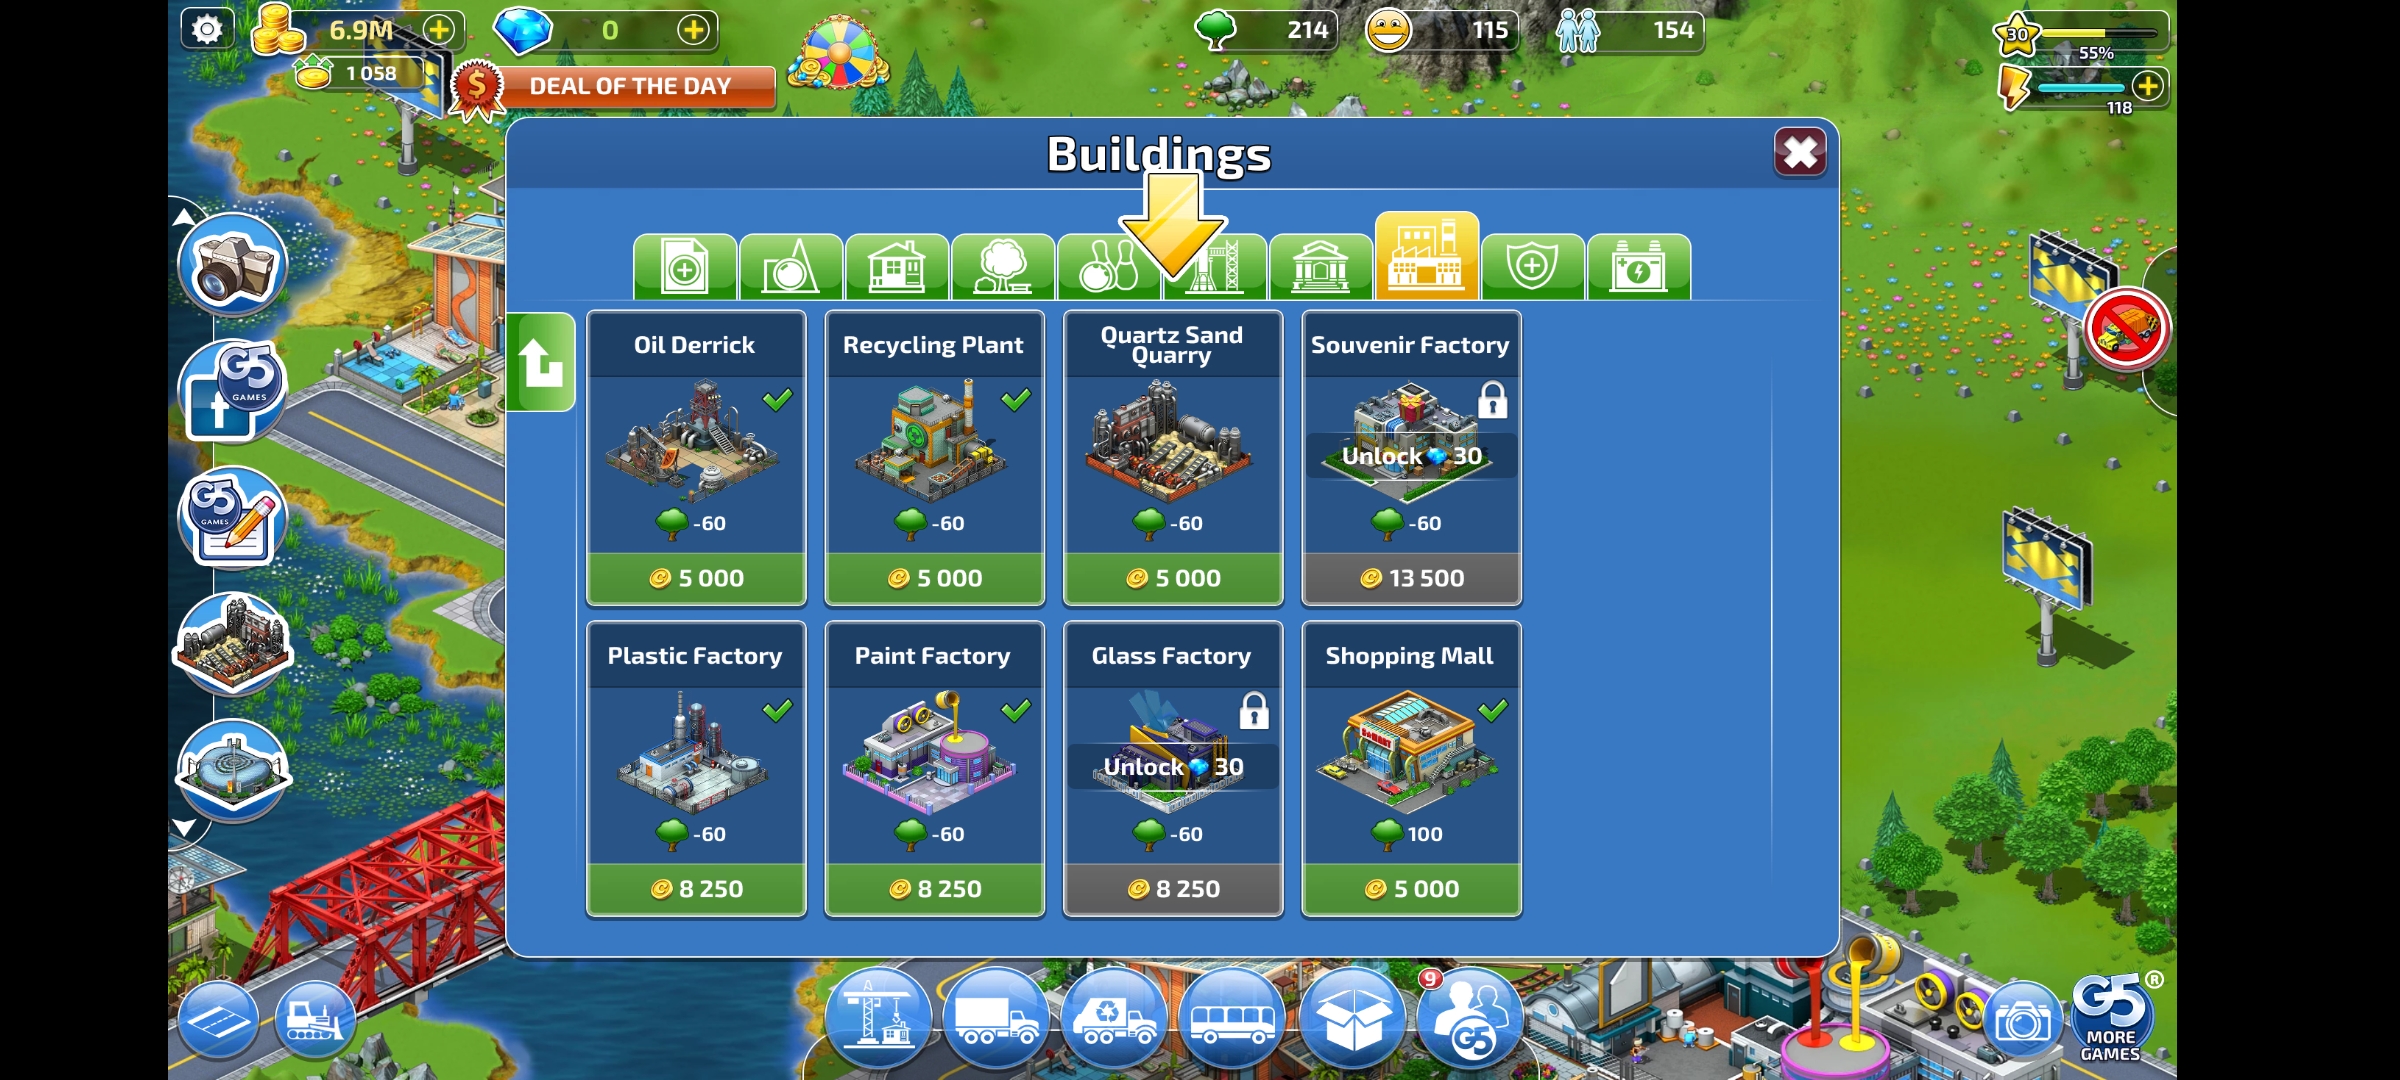 6.9M
0
214
115
154
30
55%
1 058
DEAL OF THE DAY
118
Buildings
Oil Derrick
Recycling Plant
Quartz Sand
Quarry
Souvenir Factory
Unlock 30
-60
-60
-60
-60
5 000
5 000
5 000
13 500
Plastic Factory
Paint Factory
Glass Factory
Shopping Mall
Unlock 30
-60
-60
-60
100
8 250
8 250
8 250
5 000
G5
GAMES
f
G5
GAMES
9
G5
G5
®
MORE
GAMES